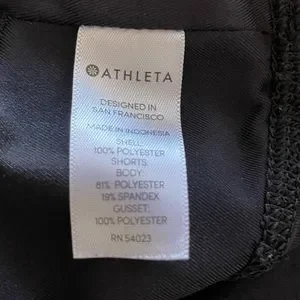 ATHLETA
DESIGNED IN
SAN FRANCISCO
MADE IN INDONESIA
SHELL:
100% POLYESTER
SHORTS:
BODY:
81% POLYESTER
19% SPANDEX
GUSSET:
100% POLYESTER
RN 54023